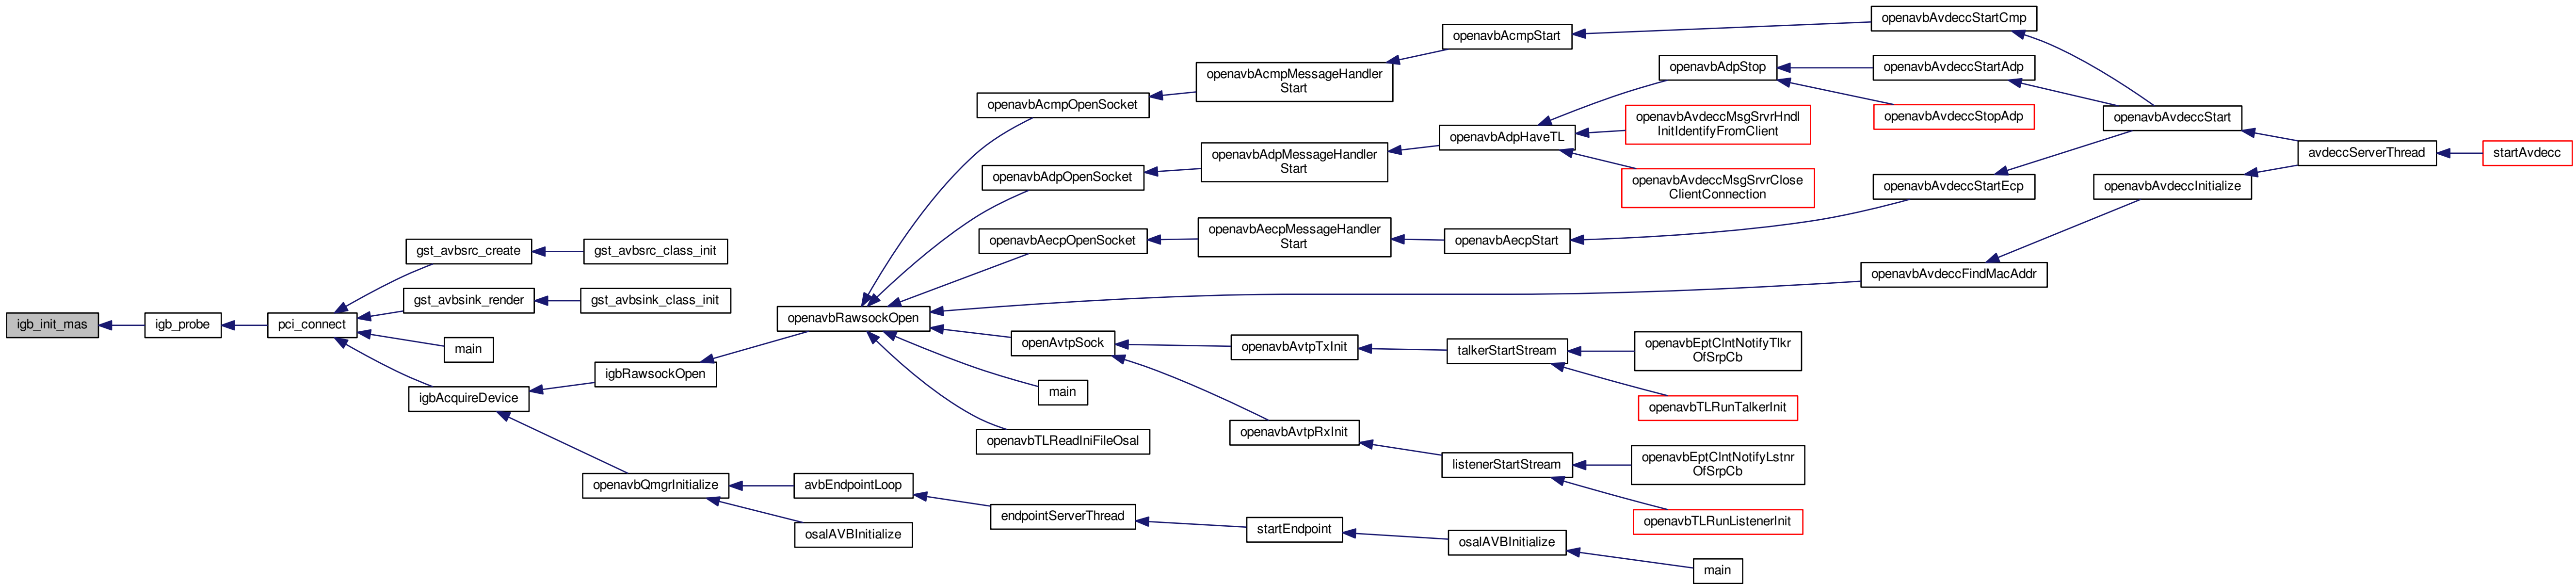 igb_init_mas
igb_probe
pci_connect
gst_avbsrc_create
gst_avbsrc_class_init
gst_avbsink_render
gst_avbsink_class_init
main
igbAcquireDevice
igbRawsockOpen
openavbRawsockOpen
openavbAcmpOpenSocket
openavbAcmpMessageHandler
Start
openavbAcmpStart
openavbAvdeccStartCmp
openavbAdpOpenSocket
openavbAdpMessageHandler
Start
openavbAdpHaveTL
openavbAdpStop
openavbAvdeccStartAdp
openavbAvdeccStopAdp
openavbAvdeccMsgSrvrHndl
InitIdentifyFromClient
openavbAvdeccMsgSrvrClose
ClientConnection
openavbAvdeccStart
avdeccServerThread
startAvdecc
openavbAecpOpenSocket
openavbAecpMessageHandler
Start
openavbAecpStart
openavbAvdeccStartEcp
openavbAvdeccInitialize
openavbAvdeccFindMacAddr
openAvtpSock
openavbAvtpTxInit
talkerStartStream
openavbEptClntNotifyTlkr
OfSrpCb
openavbTLRunTalkerInit
main
openavbAvtpRxInit
listenerStartStream
openavbEptClntNotifyLstnr
OfSrpCb
openavbTLRunListenerInit
openavbTLReadIniFileOsal
openavbQmgrInitialize
avbEndpointLoop
endpointServerThread
startEndpoint
osalAVBInitialize
main
osalAVBInitialize